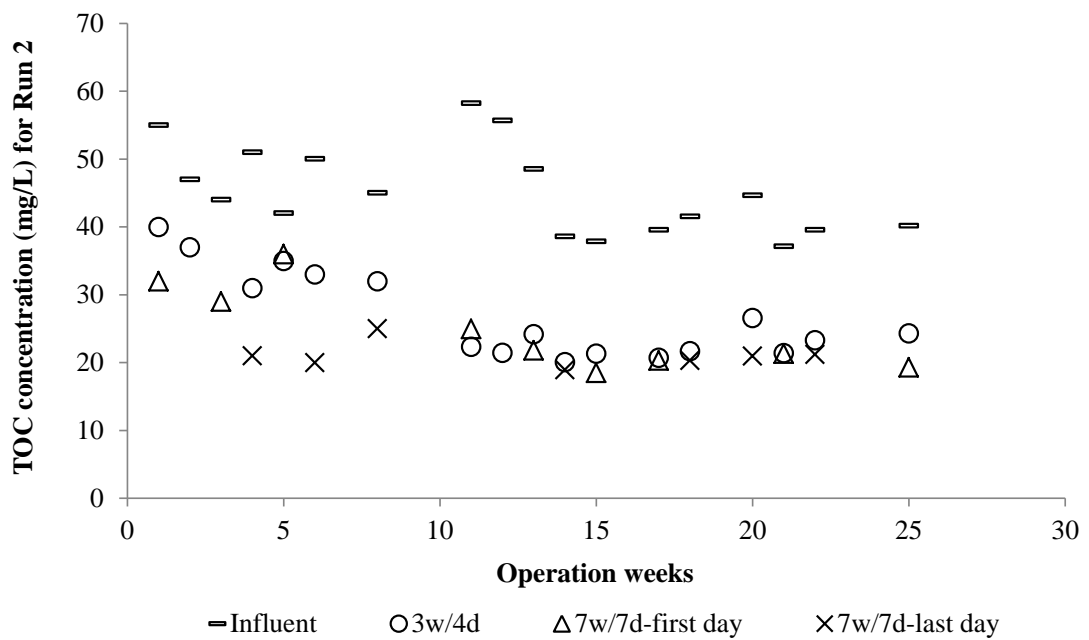 TOC concentration (mg/L) for Run 2
70
60
50
40
30
20
10
0
0 5 10 15 20 25 30
Operation weeks
Influent 3w/4d 7w/7d-first day 7w/7d-last day